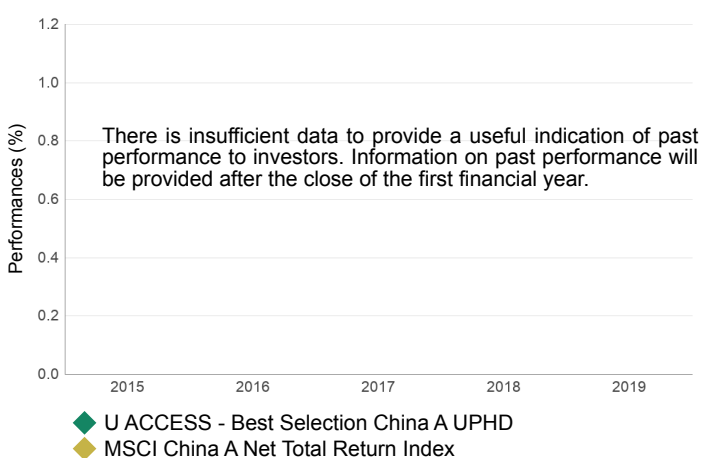 1.2
1.0
Performances (%)
0.8
There is insufficient data to provide a useful indication of past
performance to investors. Information on past performance will
be provided after the close of the first financial year.
0.6
0.4
0.2
0.0
2015 2016 2017 2018 2019
U ACCESS - Best Selection China A UPHD
MSCI China A Net Total Return Index